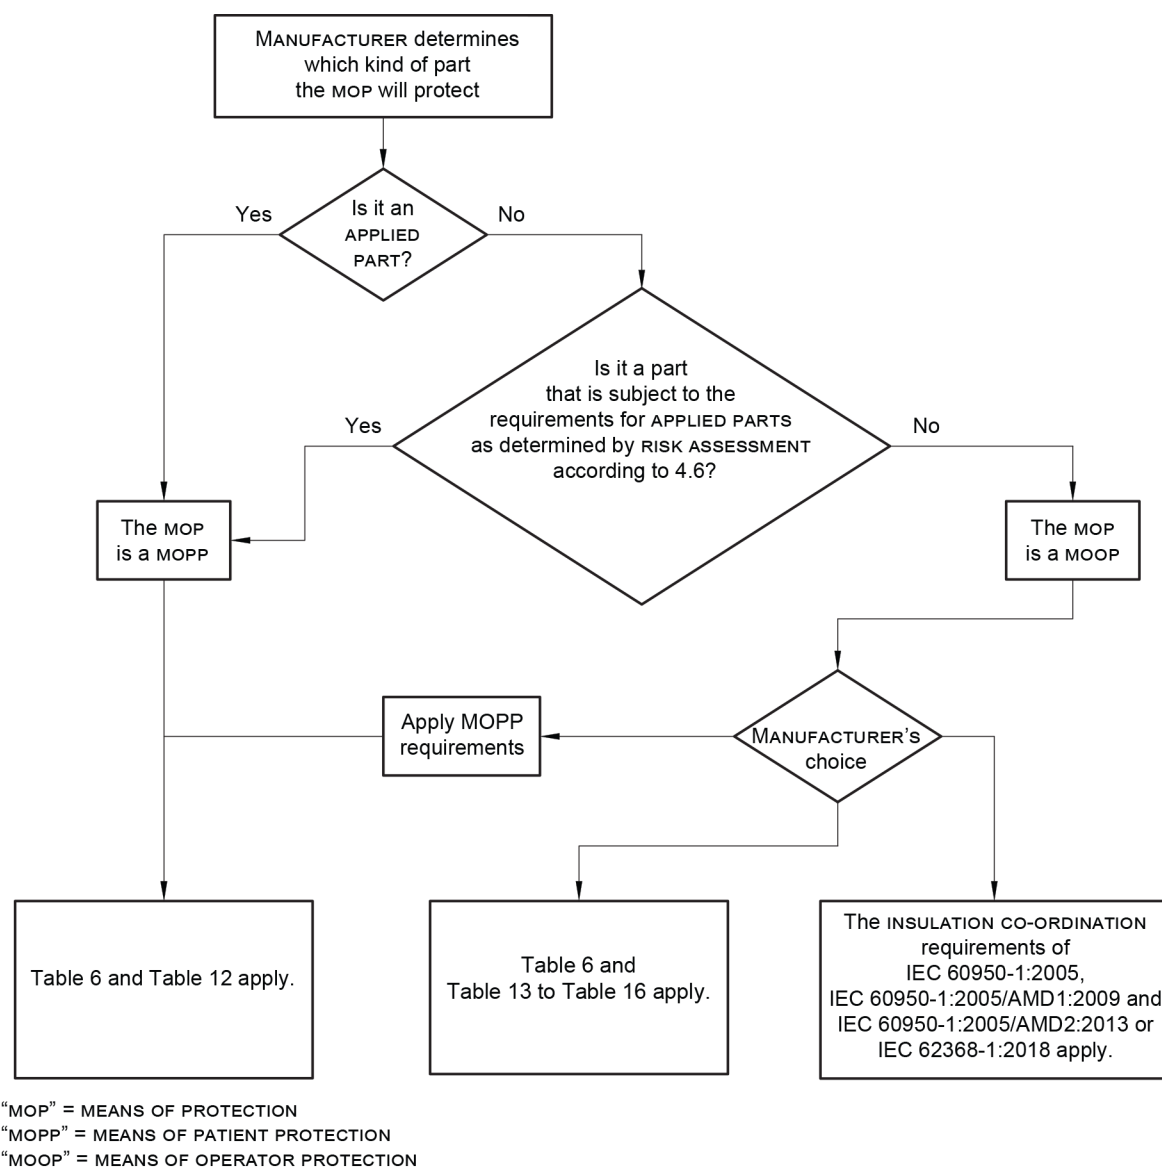 MANUFACTURER determines
which kind of part
the MOP will protect
Is it an
APPLIED
PART?
Yes
No
Is it a part
that is subject to the
requirements for APPLIED PARTS
as determined by RISK ASSESSMENT
according to 4.6?
Yes
No
The MOP
is a MOPP
The MOP
is a MOOP
Apply MOPP
requirements
MANUFACTURER’S
choice
Table 6 and Table 12 apply.
Table 6 and
Table 13 to Table 16 apply.
The INSULATION CO-ORDINATION
requirements of
IEC 60950-1:2005,
IEC 60950-1:2005/AMD1:2009 and
IEC 60950-1:2005/AMD2:2013 or
IEC 62368-1:2018 apply.
“MOP” = MEANS OF PROTECTION
“MOPP” = MEANS OF PATIENT PROTECTION
“MOOP” = MEANS OF OPERATOR PROTECTION